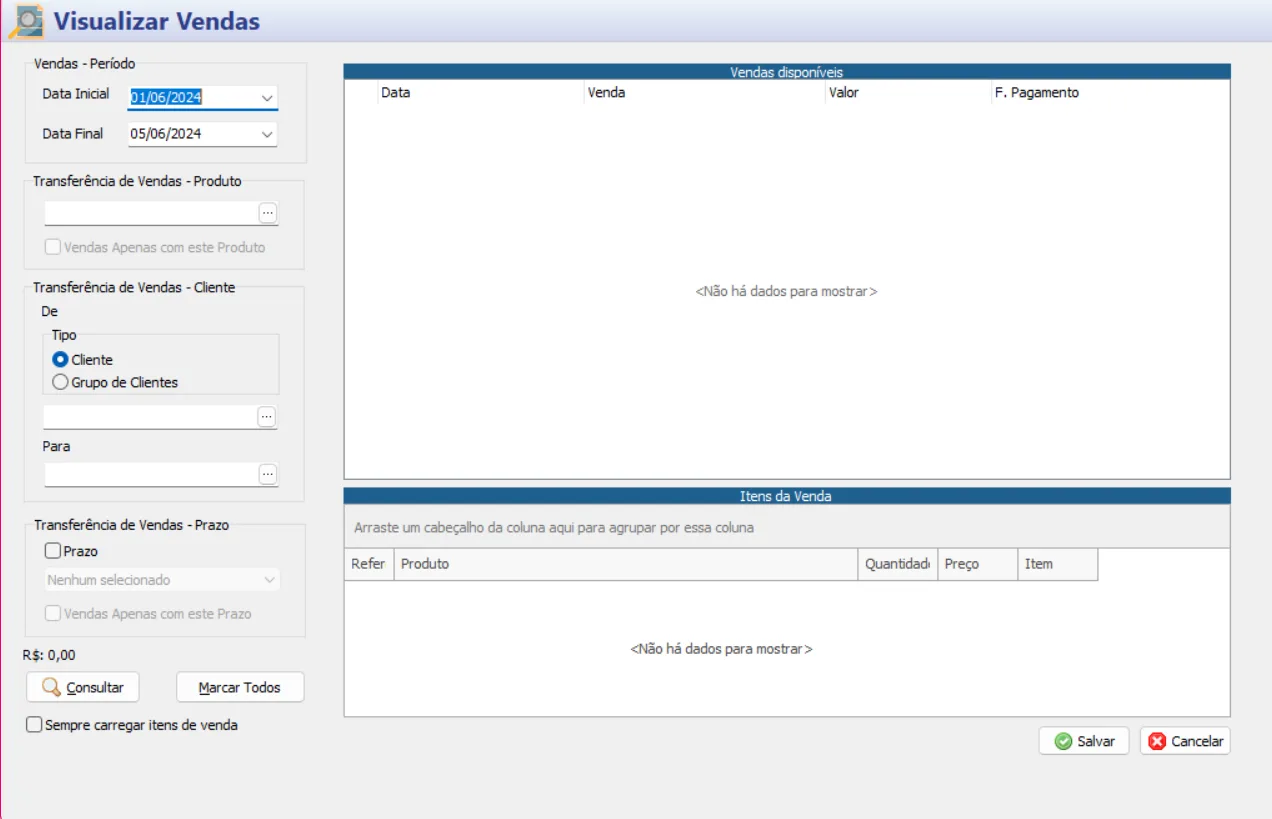 Visualizar Vendas
Vendas - Período
Data Inicial 01/06/2024
Data Final 05/06/2024
Transferência de Vendas - Produto
...
Vendas Apenas com este Produto
Transferência de Vendas - Cliente
De
Tipo
Cliente
Grupo de Clientes
...
Para
...
Transferência de Vendas - Prazo
Prazo
Nenhum selecionado
Vendas Apenas com este Prazo
R$: 0,00
Consultar Marcar Todos
Sempre carregar itens de venda
Vendas disponíveis
Data Venda Valor F. Pagamento
<Não há dados para mostrar>
Itens da Venda
Arraste um cabeçalho da coluna aqui para agrupar por essa coluna
Refer Produto Quantidad Preço Item
<Não há dados para mostrar>
Salvar Cancelar